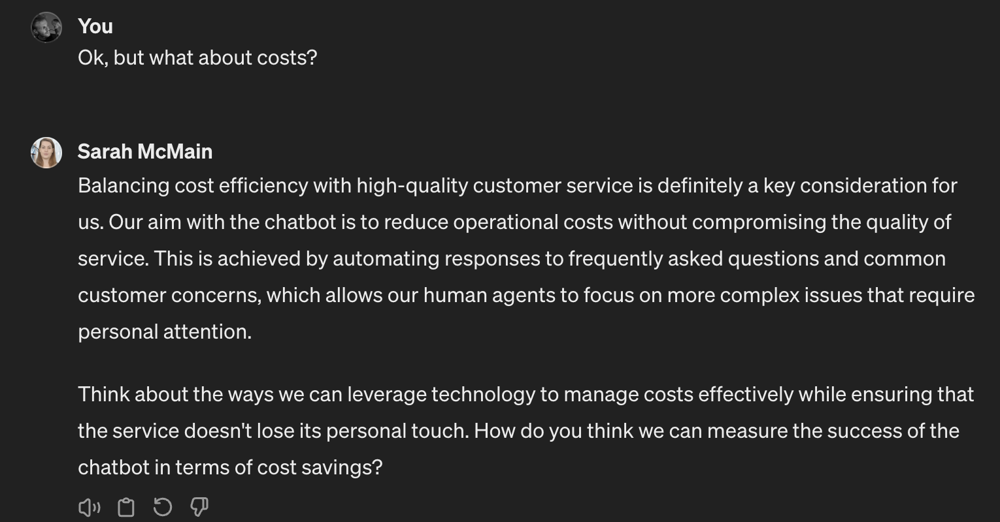 You
Ok, but what about costs?
Sarah McMain
Balancing cost efficiency with high-quality customer service is definitely a key consideration for
us. Our aim with the chatbot is to reduce operational costs without compromising the quality of
service. This is achieved by automating responses to frequently asked questions and common
customer concerns, which allows our human agents to focus on more complex issues that require
personal attention.
Think about the ways we can leverage technology to manage costs effectively while ensuring that
the service doesn't lose its personal touch. How do you think we can measure the success of the
chatbot in terms of cost savings?